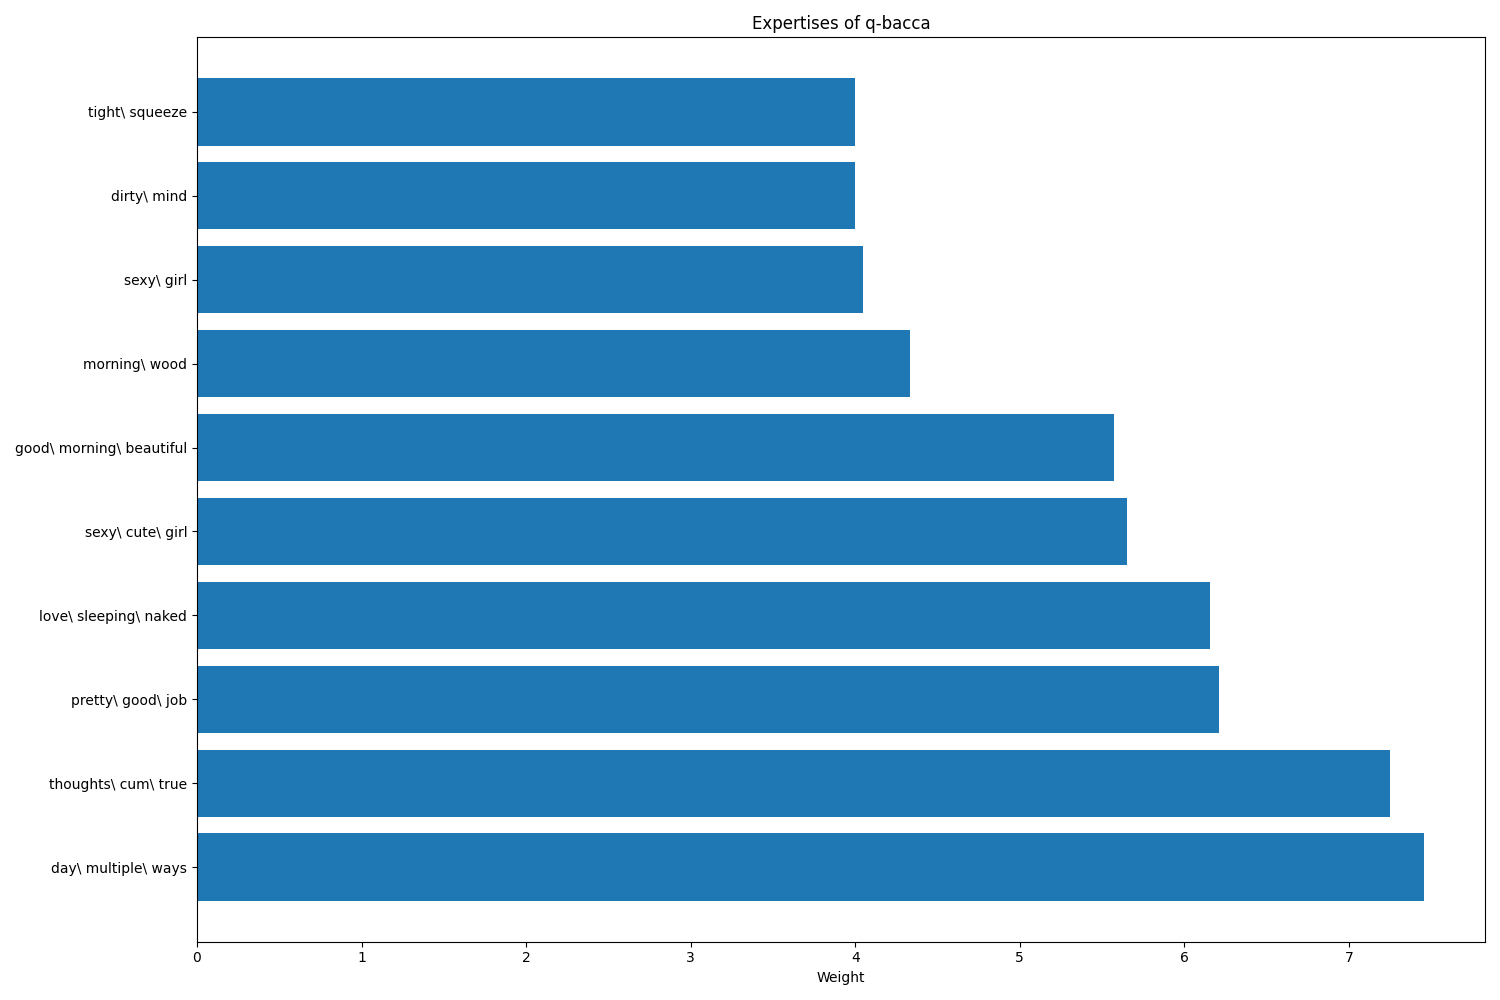 Expertises of q-bacca
tight\ squeeze
dirty\ mind
sexy\ girl
morning\ wood
good\ morning\ beautiful
sexy\ cute\ girl
love\ sleeping\ naked
pretty\ good\ job
thoughts\ cum\ true
day\ multiple\ ways
0 1 2 3 4 5 6 7
Weight